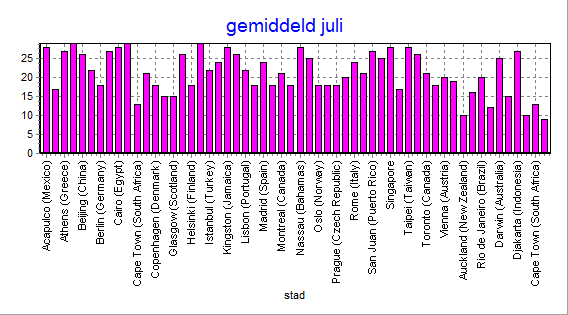 gemiddeld juli
25
20
15
10
5
0
Acapulco (Mexico)
Athens (Greece)
Beijing (China)
Berlin (Germany)
Cairo (Egypt)
Cape Town (South Africa)
Copenhagen (Denmark)
Glasgow(Scotland)
Helsinki (Finland)
Istanbul (Turkey)
Kingston (Jamaica)
Lisbon (Portugal)
Madrid (Spain)
Montreal (Canada)
Nassau (Bahamas)
Oslo (Norway)
Prague (Czech Republic)
Rome (Italy)
San Juan (Puerto Rico)
Singapore
Taipei (Taiwan)
Toronto (Canada)
Vienna (Austria)
Auckland (New Zealand)
Rio de Janeiro (Brazil)
Darwin (Australia)
Djakarta (Indonesia)
Cape Town (South Africa)
stad